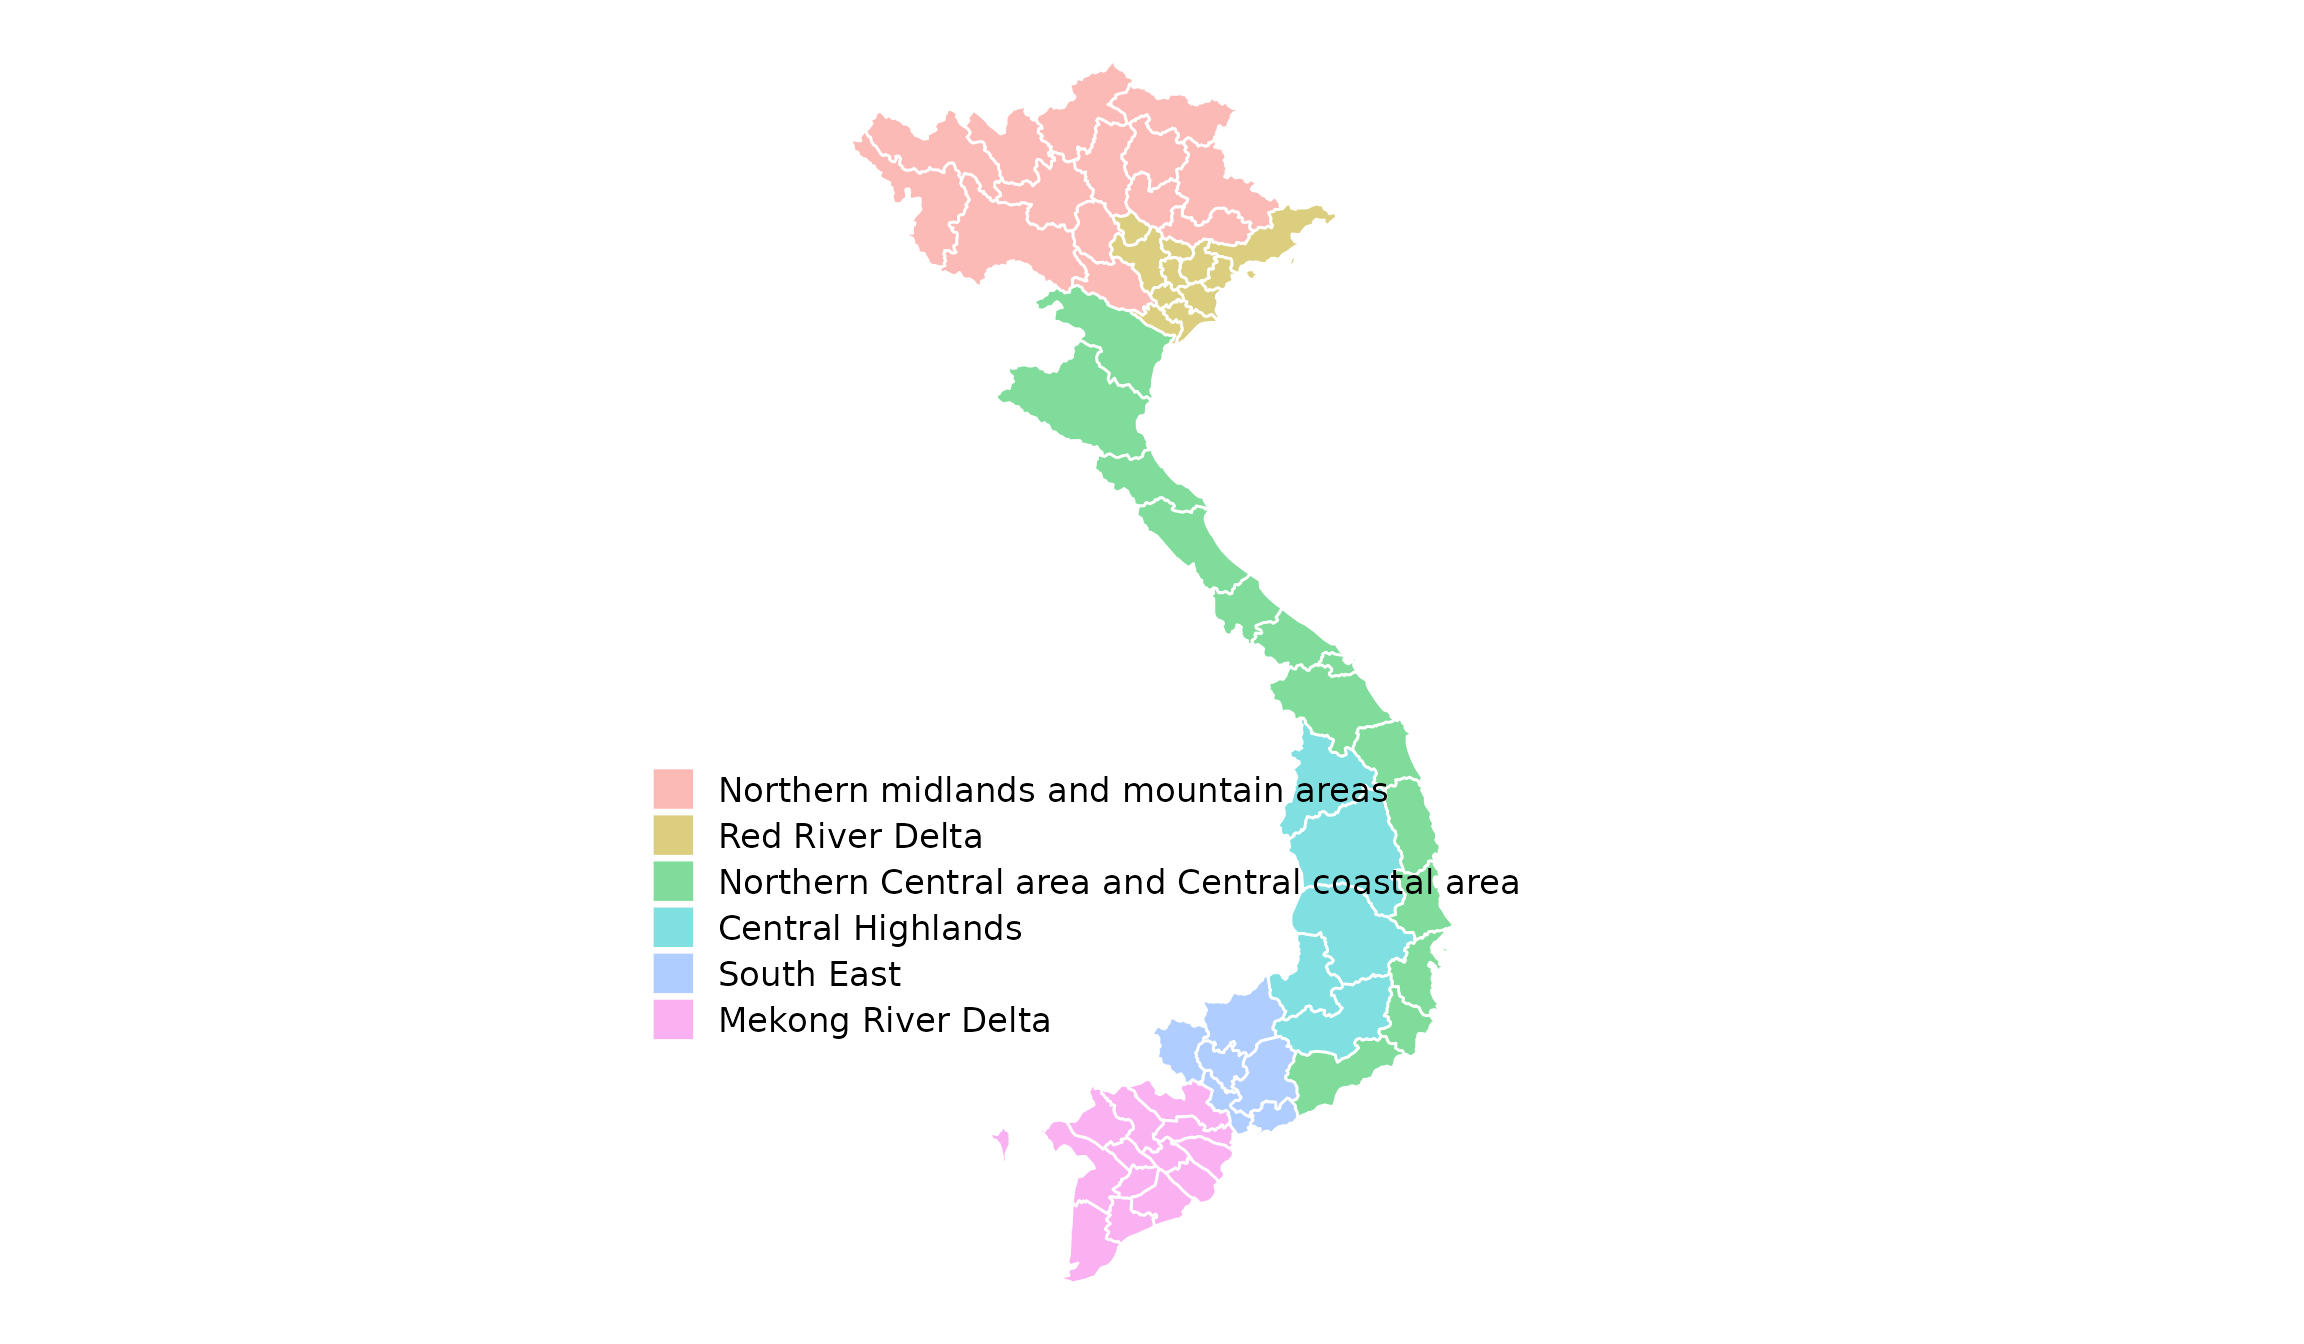 Northern midlands and mountain areas
Red River Delta
Northern Central area and Central coastal area
Central Highlands
South East
Mekong River Delta